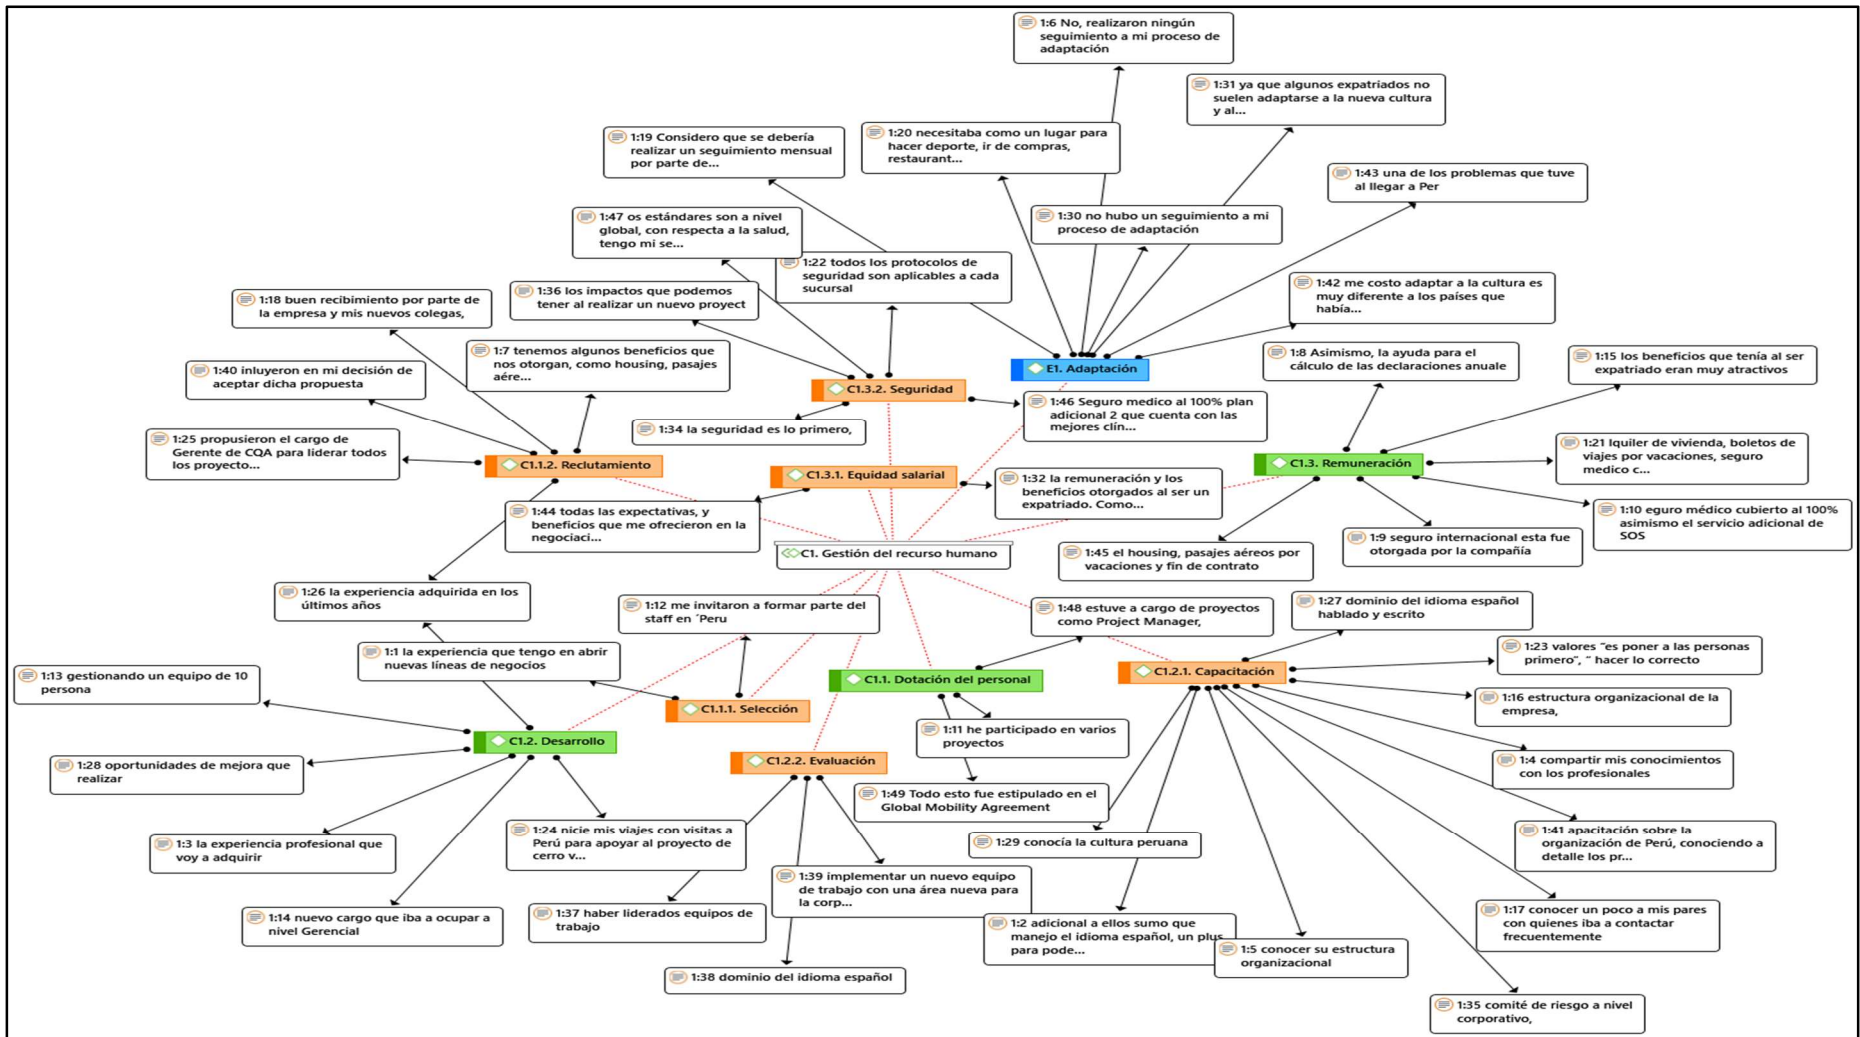 1:6 No, realizaron ningún
seguimiento a mi proceso de
adaptación
1:31 ya que algunos expatriados no
suelen adaptarse a la nueva cultura
y al...
1:19 Considero que se debería
realizar un seguimiento mensual
por parte de...
1:20 necesitaba como un lugar para
hacer deporte, ir de compras,
restaurant...
1:43 una de los problemas que tuve
al llegar a Per
1:47 os estándares son a nivel
global, con respecta a la salud,
tengo mi se...
1:30 no hubo un seguimiento a mi
proceso de adaptación
1:22 todos los protocolos de
seguridad son aplicables a cada
sucursal
1:36 los impactos que podemos
tener al realizar un nuevo proyect
1:18 buen recibimiento por parte de
la empresa y mis nuevos colegas,
1:42 me costo adaptar a la cultura es
muy diferente a los países que
había...
1:7 tenemos algunos beneficios que
nos otorgan, como housing, pasajes
aére...
1:8 Asimismo, la ayuda para el
cálculo de las declaraciones anuale
1:15 los beneficios que tenía al ser
expatriado eran muy atractivos
1:40 inluyeron en mi decisión de
aceptar dicha propuesta
E1. Adaptación
C1.3.2. Seguridad
1:46 Seguro medico al 100% plan
adicional 2 que cuenta con las
mejores clín...
1:34 la seguridad es lo primero,
1:25 propusieron el cargo de
Gerente de CQA para liderar todos
los proyecto...
C1.1.2. Reclutamiento
C1.3.1. Equidad salarial
C1.3. Remuneración
1:21 lquiler de vivienda, boletos de
viajes por vacaciones, seguro
medico c...
1:32 la remuneración y los
beneficios otorgados al ser un
expatriado. Como...
1:44 todas las expectativas, y
beneficios que me ofrecieron en la
negociaci...
1:10 eguro médico cubierto al 100%
asimismo el servicio adicional de
SOS
1:9 seguro internacional esta fue
otorgada por la compañía
C1. Gestión del recurso humano
1:45 el housing, pasajes aéreos por
vacaciones y fin de contrato
1:26 la experiencia adquirida en los
últimos años
1:12 me invitaron a formar parte del
staff en ´Peru
1:48 estuve a cargo de proyectos
como Project Manager,
1:27 dominio del idioma español
hablado y escrito
1:1 la experiencia que tengo en abrir
nuevas líneas de negocios
1:23 valores “es poner a las personas
primero”, “ hacer lo correcto
1:13 gestionando un equipo de 10
persona
C1.1. Dotación del personal
C1.2.1. Capacitación
1:16 estructura organizacional de la
empresa,
C1.1.1. Selección
C1.2. Desarrollo
1:11 he participado en varios
proyectos
1:28 oportunidades de mejora que
realizar
C1.2.2. Evaluación
1:4 compartir mis conocimientos
con los profesionales
1:49 Todo esto fue estipulado en el
Global Mobility Agreement
1:24 nicie mis viajes con visitas a
Perú para apoyar al proyecto de
cerro v...
1:3 la experiencia profesional que
voy a adquirir
1:29 conocía la cultura peruana
1:41 apacitación sobre la
organización de Perú, conociendo a
detalle los pr...
1:39 implementar un nuevo equipo
de trabajo con una área nueva para
la corp...
1:14 nuevo cargo que iba a ocupar a
nivel Gerencial
1:37 haber liderados equipos de
trabajo
1:2 adicional a ellos sumo que
manejo el idioma español, un plus
para pode...
1:17 conocer un poco a mis pares
con quienes iba a contactar
frecuentemente
1:5 conocer su estructura
organizacional
1:38 dominio del idioma español
1:35 comité de riesgo a nivel
corporativo,